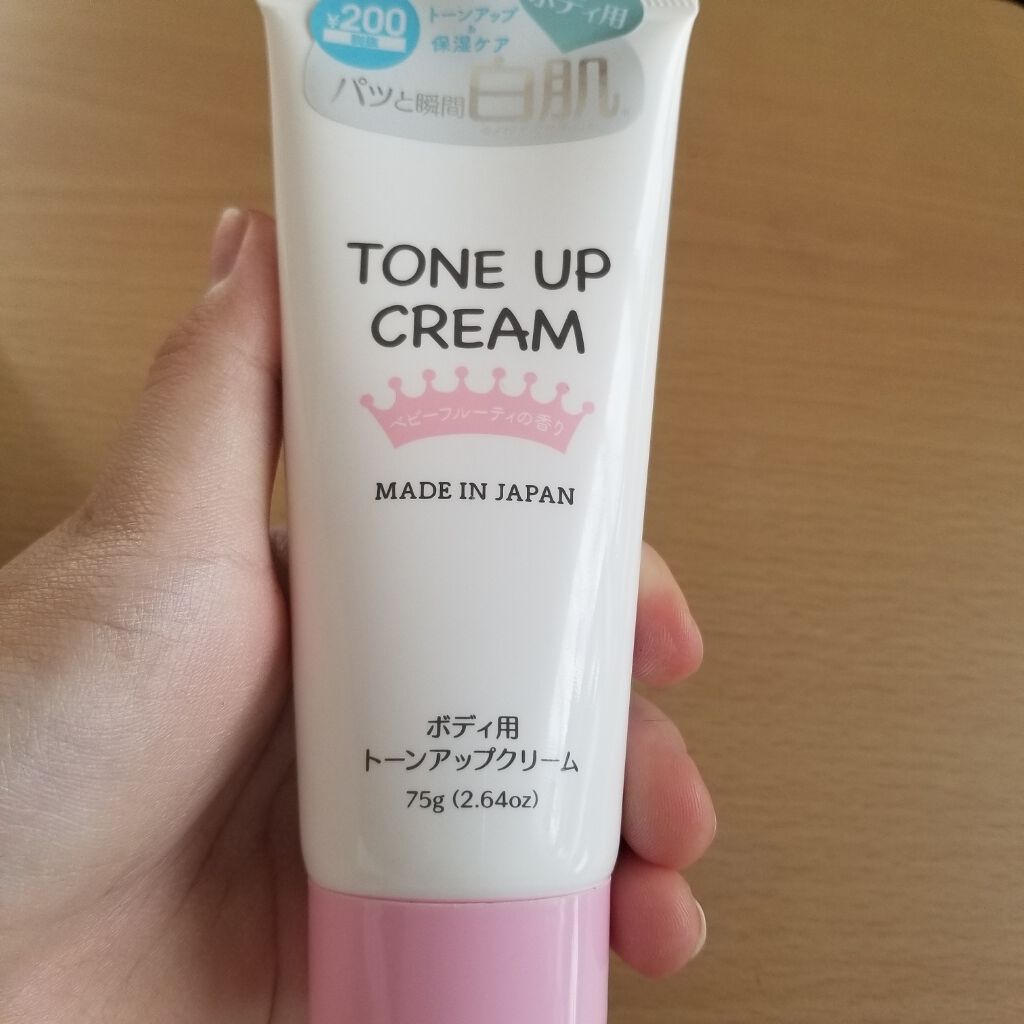 ¥200
税抜
トーンアップ
&
保湿ケア
ボディ用
パッと瞬間白肌
TONE UP
CREAM
ベビーフルーティの香り
MADE IN JAPAN
ボディ用
トーンアップクリーム
75g (2.64oz)